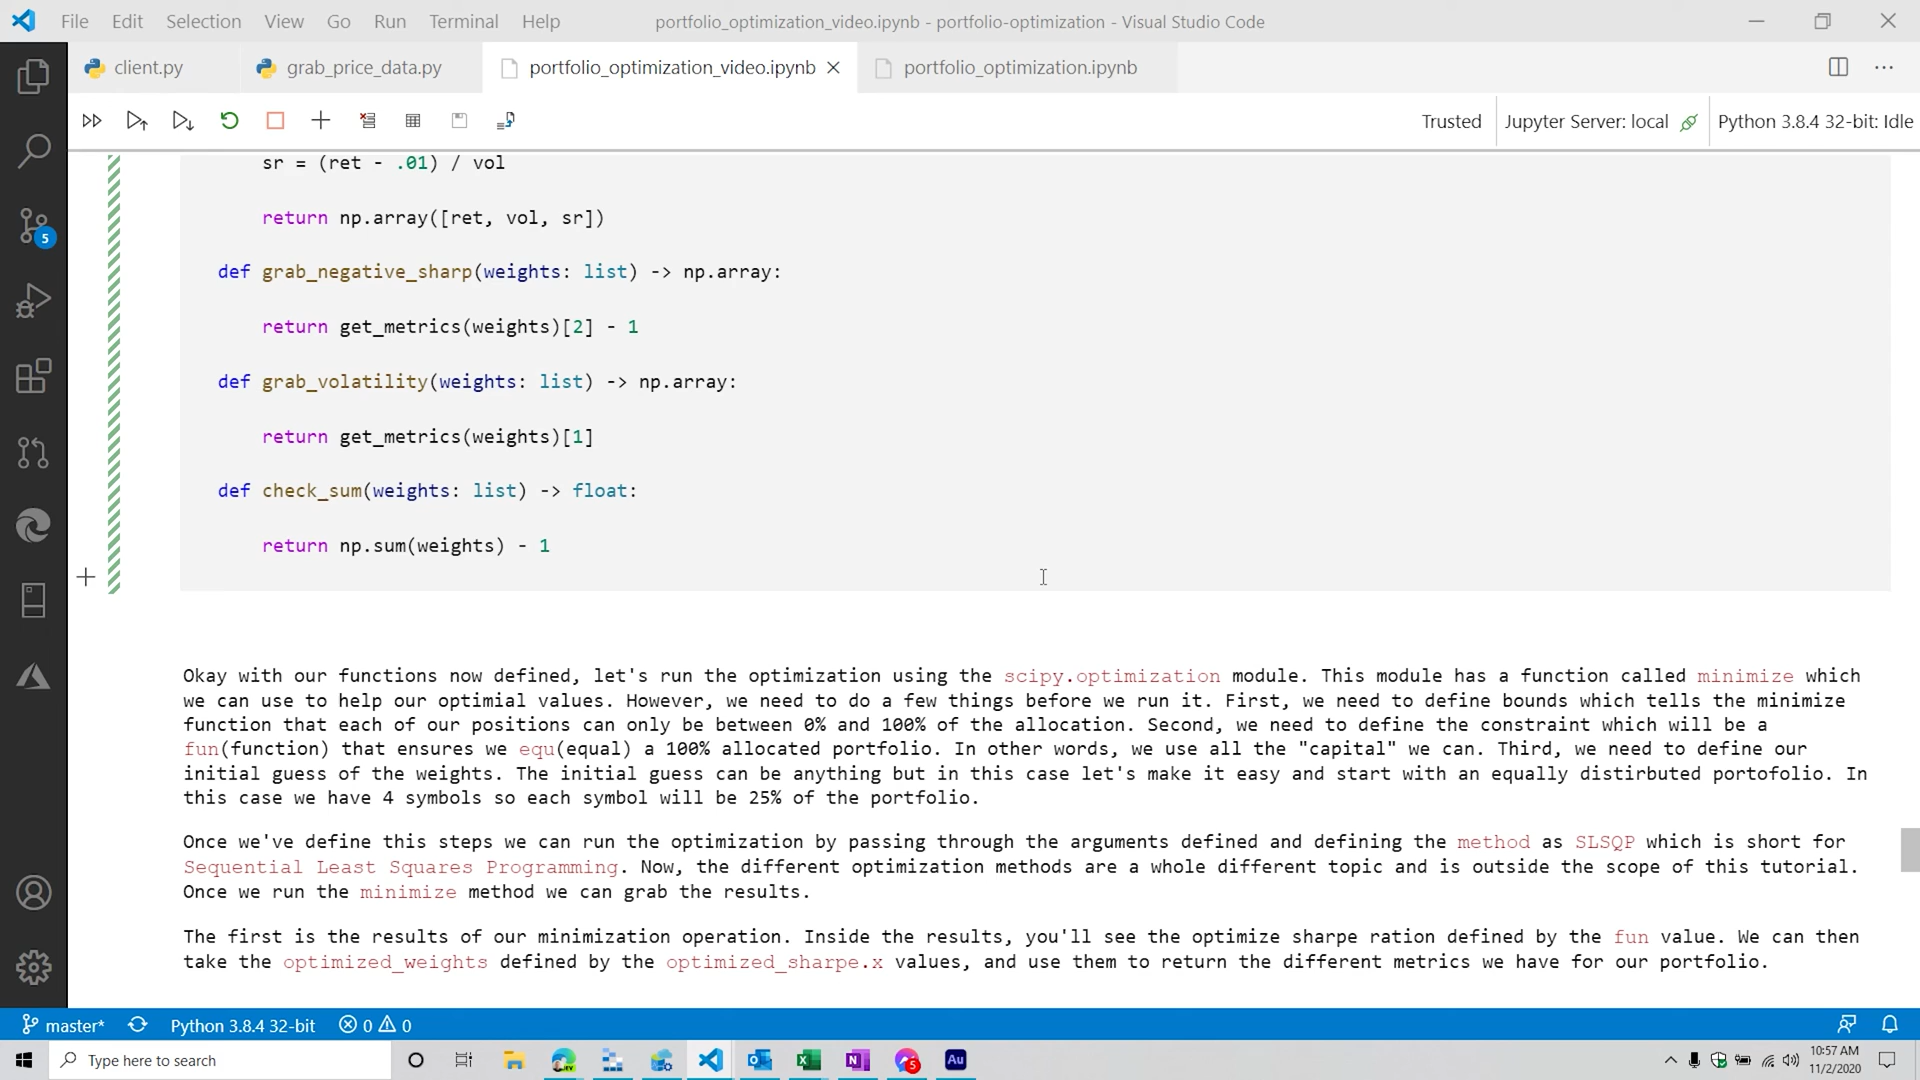 File Edit Selection View Go Run Terminal Help portfolio_optimization_video.ipynb - portfolio-optimization - Visual Studio Code
client.py grab_price_data.py portfolio_optimization_video.ipynb portfolio_optimization.ipynb
Trusted Jupyter Server: local Python 3.8.4 32-bit: Idle
sr = (ret - .01) / vol
return np.array([ret, vol, sr])
def grab_negative_sharp(weights: list) -> np.array:
return get_metrics(weights)[2] - 1
def grab_volatility(weights: list) -> np.array:
return get_metrics(weights)[1]
def check_sum(weights: list) -> float:
return np.sum(weights) - 1
Okay with our functions now defined, let's run the optimization using the scipy.optimization module. This module has a function called minimize which
we can use to help our optimial values. However, we need to do a few things before we run it. First, we need to define bounds which tells the minimize
function that each of our positions can only be between 0% and 100% of the allocation. Second, we need to define the constraint which will be a
fun(function) that ensures we equ(equal) a 100% allocated portfolio. In other words, we use all the "capital" we can. Third, we need to define our
initial guess of the weights. The initial guess can be anything but in this case let's make it easy and start with an equally distirbuted portofolio. In
this case we have 4 symbols so each symbol will be 25% of the portfolio.
Once we've define this steps we can run the optimization by passing through the arguments defined and defining the method as SLSQP which is short for
Sequential Least Squares Programming. Now, the different optimization methods are a whole different topic and is outside the scope of this tutorial.
Once we run the minimize method we can grab the results.
The first is the results of our minimization operation. Inside the results, you'll see the optimize sharpe ration defined by the fun value. We can then
take the optimized_weights defined by the optimized_sharpe.x values, and use them to return the different metrics we have for our portfolio.
5
master* Python 3.8.4 32-bit 0 0
Type here to search
DEV
5
Au
10:57 AM
11/2/2020